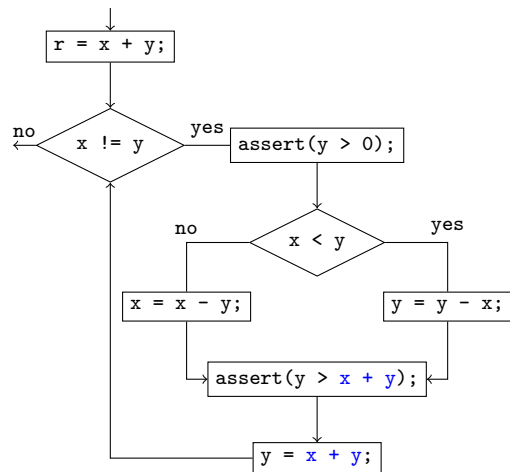 r = x + y;
no
x != y
yes
assert(y > 0);
no
x < y
yes
x = x - y;
y = y - x;
assert(y > x + y);
y = x + y;